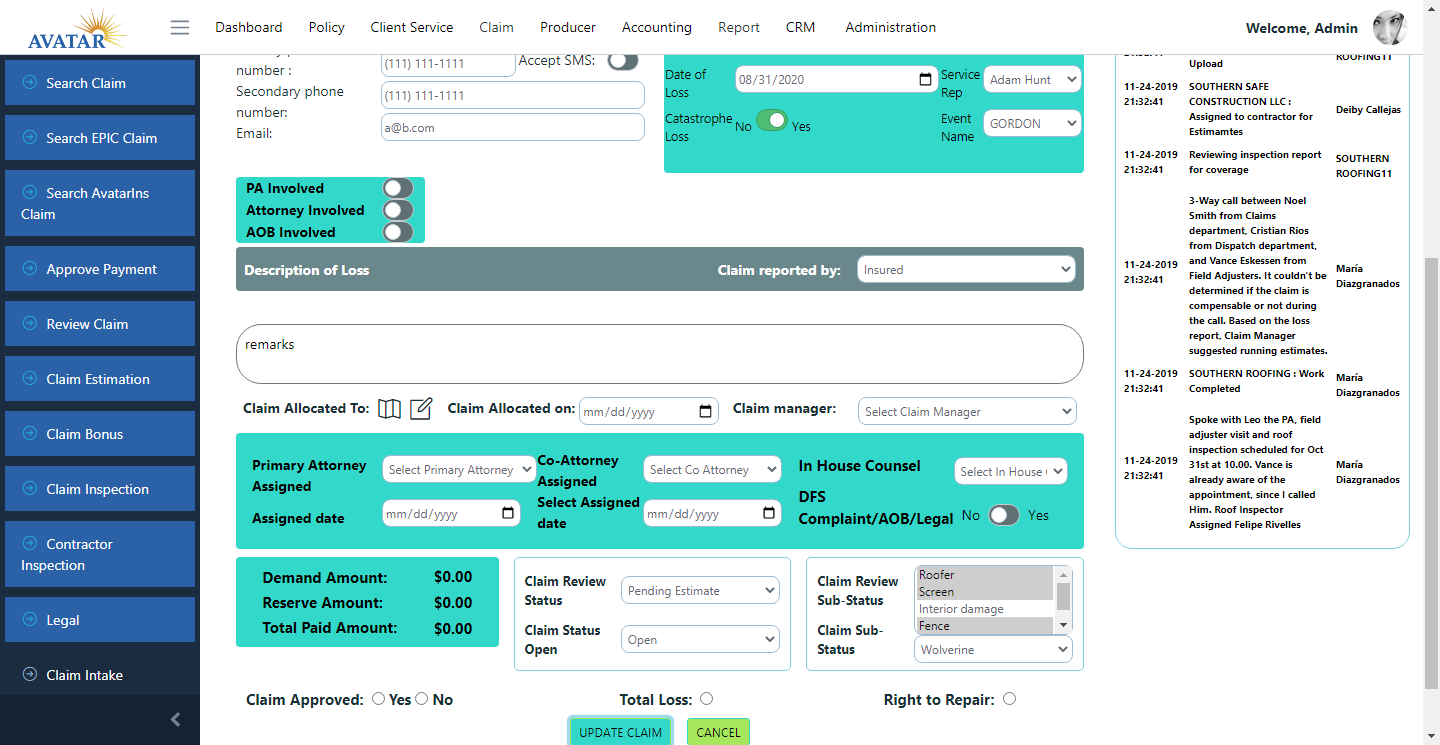 AVATAR
Dashboard Policy Client Service Claim Producer Accounting Report CRM Administration
Welcome, Admin
Search Claim
Search EPIC Claim
Search AvatarIns
Claim
Approve Payment
Review Claim
Claim Estimation
Claim Bonus
Claim Inspection
Contractor
Inspection
Legal
Claim Intake
number :
(111) 111-1111
Accept SMS:
Secondary phone
number:
(111) 111-1111
Email:
a@b.com
Date of
Loss
08/31/2020
Service
Rep
Adam Hunt
Catastrophe
Loss
No Yes
Event
Name
GORDON
PA Involved
Attorney Involved
AOB Involved
Description of Loss
Claim reported by:
Insured
remarks
Claim Allocated To:
Claim Allocated on:
mm/dd/yyyy
Claim manager:
Select Claim Manager
Primary Attorney
Assigned
Select Primary Attorney
Co-Attorney
Assigned
Select Co Attorney
In House Counsel
Select In House
Assigned date
mm/dd/yyyy
Select Assigned
date
mm/dd/yyyy
DFS
Complaint/AOB/Legal
No Yes
Demand Amount: $0.00
Reserve Amount: $0.00
Total Paid Amount: $0.00
Claim Review
Status
Pending Estimate
Claim Status
Open
Open
Claim Review
Sub-Status
Roofer
Screen
Interior damage
Fence
Claim Sub-
Status
Wolverine
Claim Approved: Yes No
Total Loss:
Right to Repair:
UPDATE CLAIM
CANCEL
Upload
ROOFING11
11-24-2019
21:32:41
SOUTHERN SAFE
CONSTRUCTION LLC :
Assigned to contractor for
Estimamtes
Deiby Callejas
11-24-2019
21:32:41
Reviewing inspection report
for coverage
SOUTHERN
ROOFING11
11-24-2019
21:32:41
3-Way call between Noel
Smith from Claims
department, Cristian Rios
from Dispatch department,
and Vance Eskessen from
Field Adjusters. It couldn't be
determined if the claim is
compensable or not during
the call. Based on the loss
report, Claim Manager
suggested running estimates.
María
Diazgranados
11-24-2019
21:32:41
SOUTHERN ROOFING : Work
Completed
María
Diazgranados
11-24-2019
21:32:41
Spoke with Leo the PA, field
adjuster visit and roof
inspection scheduled for Oct
31st at 10.00. Vance is
already aware of the
appointment, since I called
Him. Roof Inspector
Assigned Felipe Rivelles
María
Diazgranados